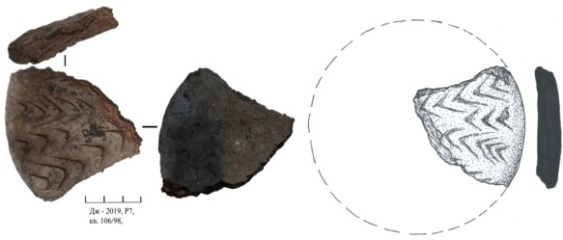 Дж - 2019, Р7,
кв. 106/98,